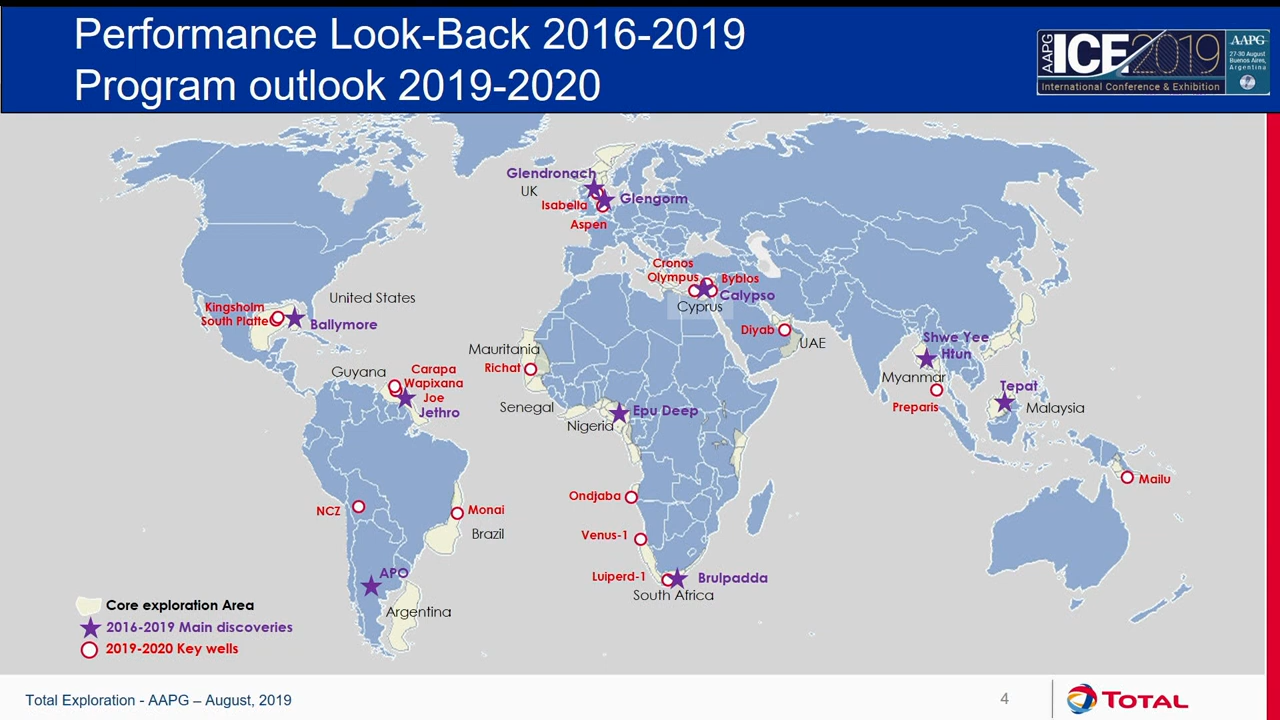 Performance Look-Back 2016-2019
Program outlook 2019-2020
AAPG
ICE 2019
International Conference & Exhibition
AAPG
27-30 August
Buenos Aires,
Argentina
Glendronach
UK
Isabella
Glengorm
Aspen
Cronos
Olympus
Byblos
Calypso
Cyprus
Kingsholm
South Platte
United States
Ballymore
Diyab
UAE
Mauritania
Richat
Shwe Yee
Htun
Myanmar
Guyana
Carapa
Wapixana
Joe
Jethro
Senegal
Nigeria
Epu Deep
Preparis
Tepat
Malaysia
Mailu
NCZ
Monai
Brazil
Ondjaba
Venus-1
Luiperd-1
Brulpadda
South Africa
APO
Argentina
Core exploration Area
2016-2019 Main discoveries
2019-2020 Key wells
Total Exploration - AAPG – August, 2019
4
TOTAL